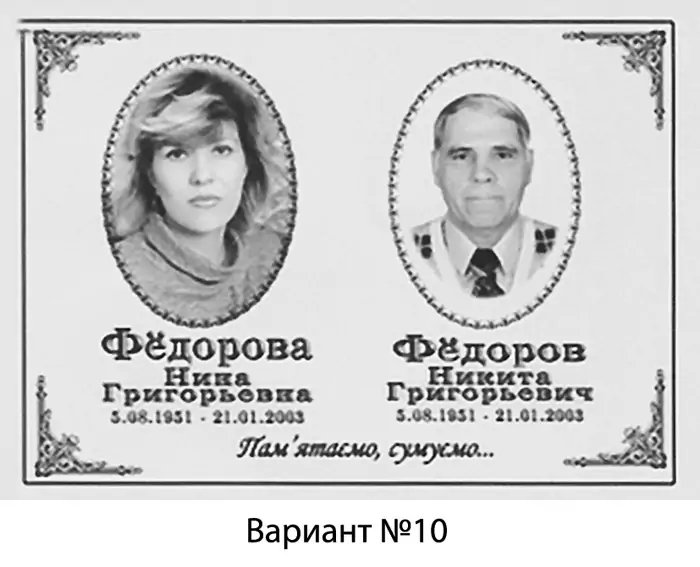 Фёдорова
Нина
Григорьевна
5.08.1951 - 21.01.2003
Фёдоров
Никита
Григорьевич
5.08.1951 - 21.01.2003
Пам'ятаємо, сумуємо...
Вариант №10